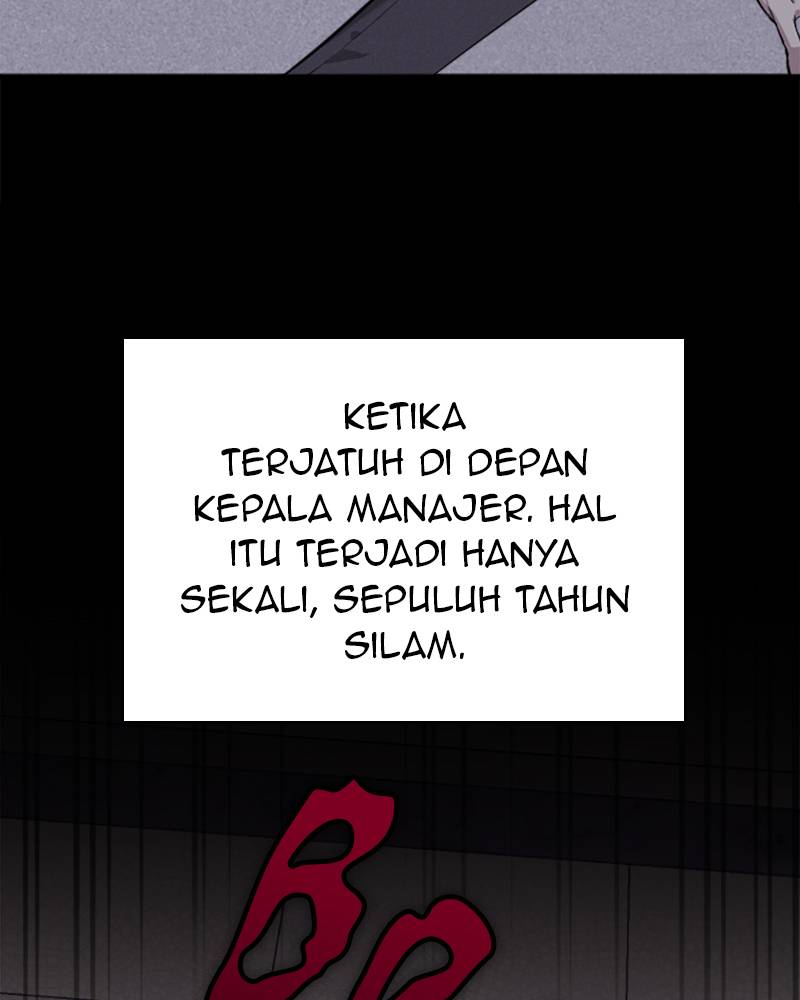 KETIKA
TERJATUH DI DEPAN
KEPALA MANAJER. HAL
ITU TERJADI HANYA
SEKALI, SEPULUH TAHUN
SILAM.